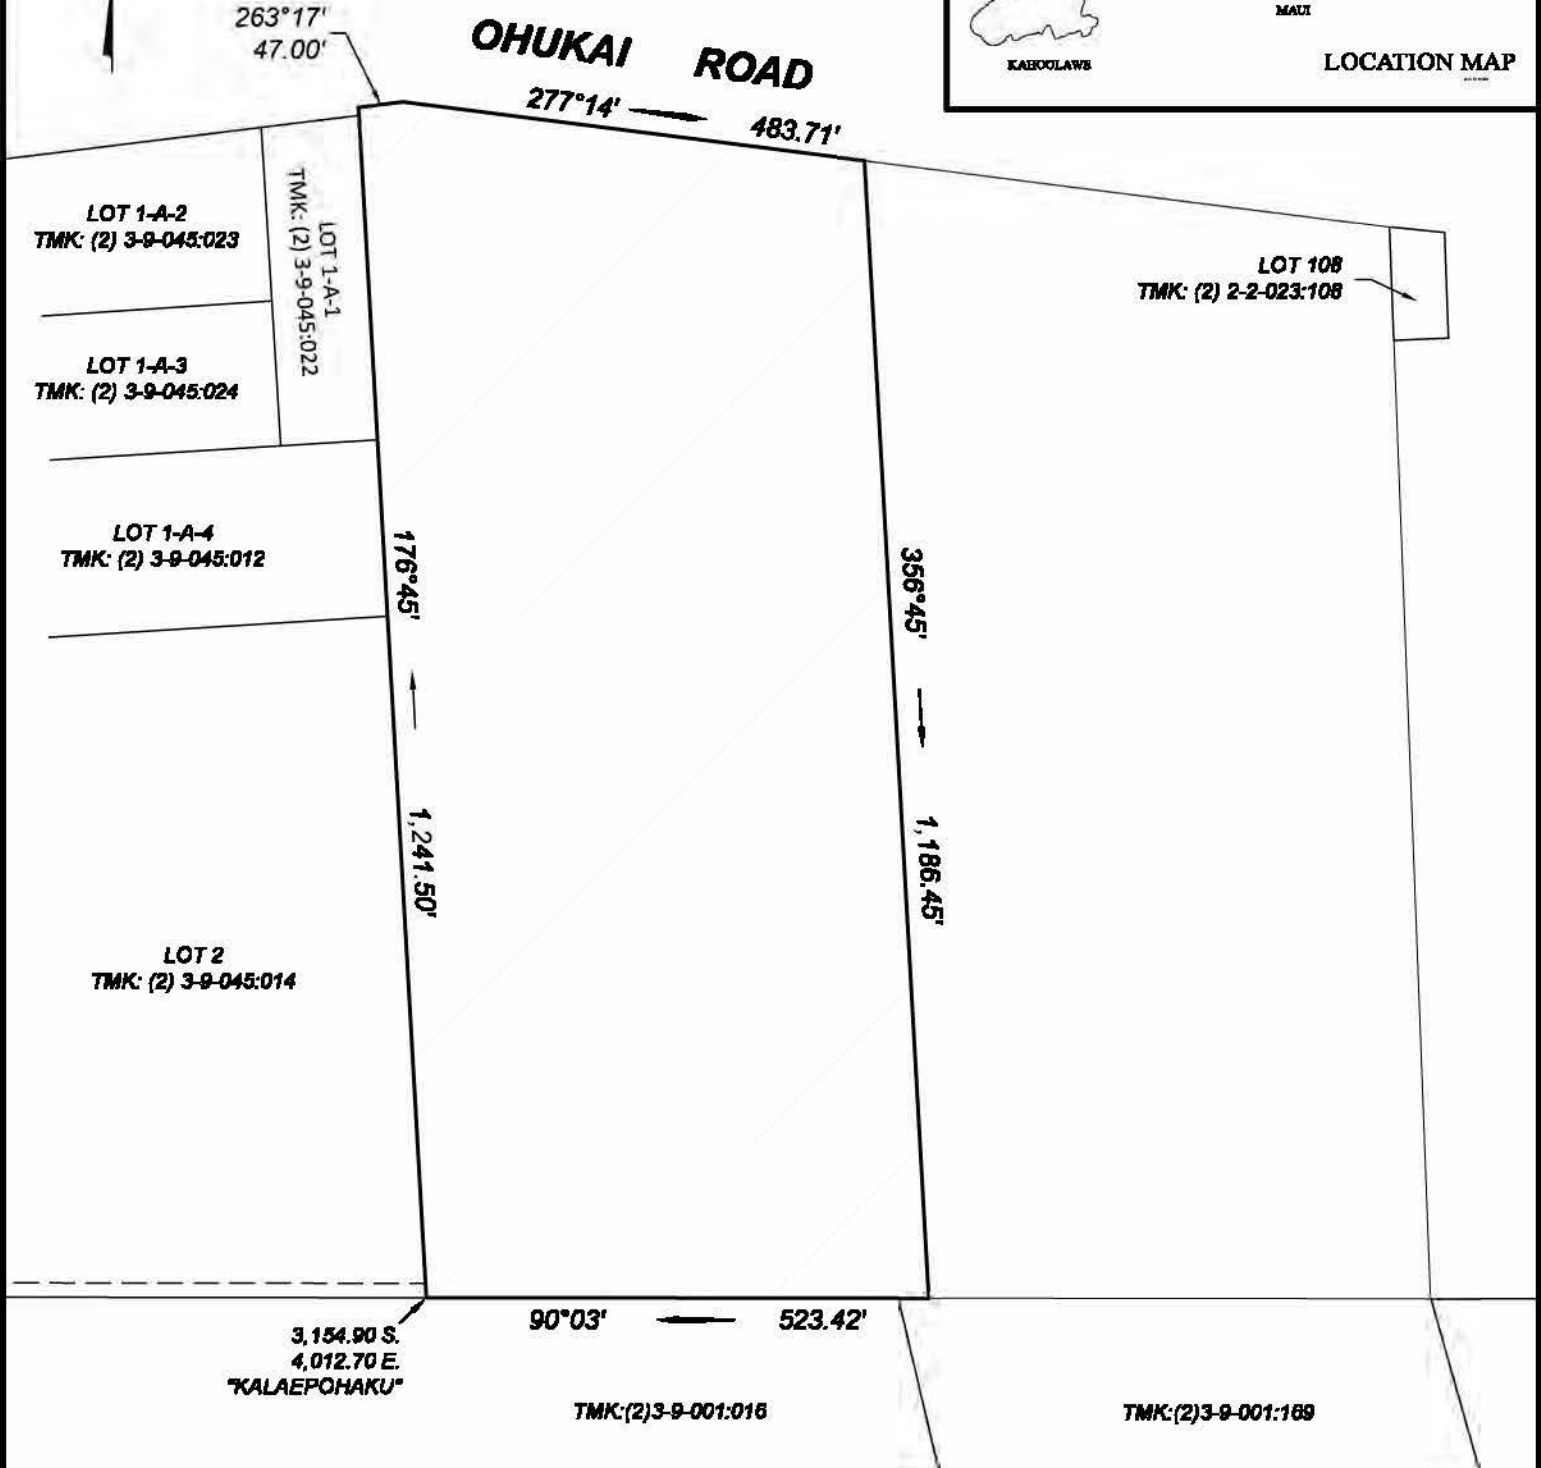 263°17'
47.00'
OHUKAI ROAD
277°14'
483.71'
MAUI
KAHOOLAWE
LOCATION MAP
LOT 1-A-2
TMK: (2) 3-9-045:023
LOT 1-A-1
TMK: (2) 3-9-045:022
LOT 108
TMK: (2) 2-2-023:108
LOT 1-A-3
TMK: (2) 3-9-045:024
LOT 1-A-4
TMK: (2) 3-9-045:012
176°45'
1,241.50'
356°45'
1,186.45'
LOT 2
TMK: (2) 3-9-045:014
90°03'
523.42'
3,154.90 S.
4,012.70 E.
"KALAEPOHAKU"
TMK:(2)3-9-001:016
TMK:(2)3-9-001:169